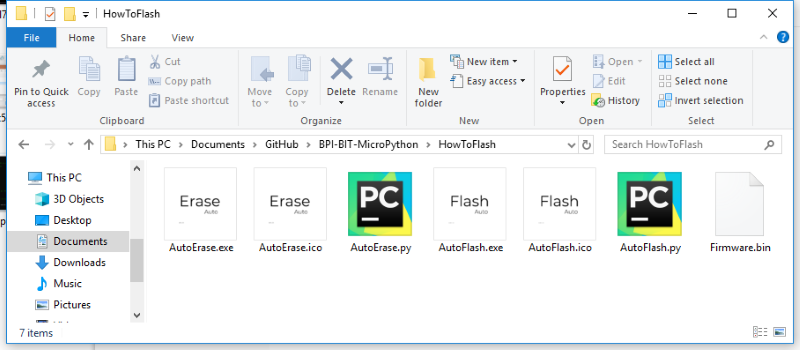 HowToFlash
File Home Share View
Pin to Quick access
Copy
Paste
Cut
Copy path
Paste shortcut
Clipboard
Move to
Copy to
Delete
Rename
Organize
New folder
New item
Easy access
New
Properties
Open
Edit
History
Open
Select all
Select none
Invert selection
Select
This PC Documents GitHub BPI-BIT-MicroPython HowToFlash
Search HowToFlash
This PC
3D Objects
Desktop
Documents
Downloads
Music
Pictures
Erase
Auto
...
AutoErase.exe
Erase
Auto
...
AutoErase.ico
PC
AutoErase.py
Flash
Auto
...
AutoFlash.exe
Flash
Auto
...
AutoFlash.ico
PC
AutoFlash.py
Firmware.bin
7 items